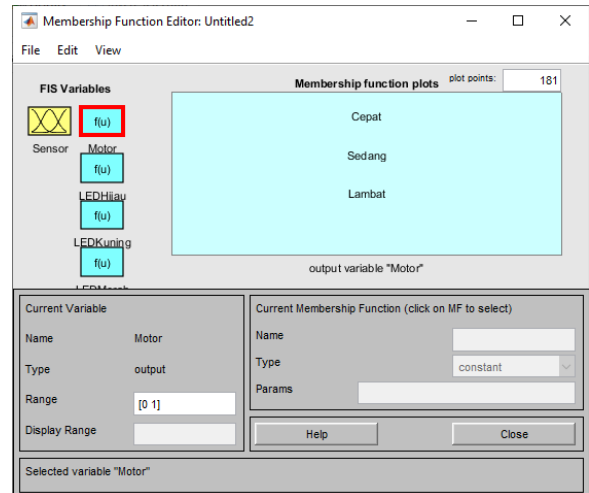 Membership Function Editor: Untitled2
File Edit View
FIS Variables
Membership function plots
plot points:
181
f(u)
Sensor
Motor
f(u)
LEDHijau
f(u)
LEDKuning
f(u)
LEDMerah
Cepat
Sedang
Lambat
output variable "Motor"
Current Variable
Name Motor
Type output
Range [0 1]
Display Range
Current Membership Function (click on MF to select)
Name
Type constant
Params
Help
Close
Selected variable "Motor"